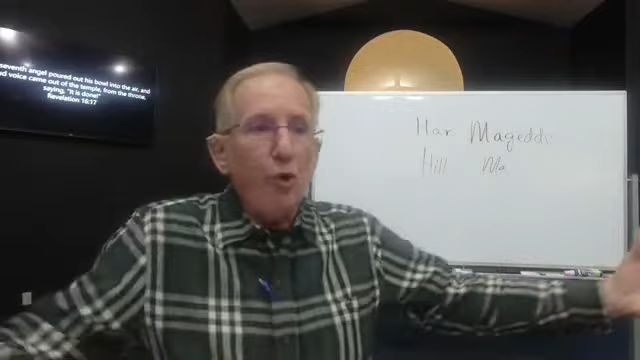 seventh angel poured out his bowl into the air, and
voice came out of the temple, from the throne,
saying, "It is done!"
Revelation 16:17
Har Mageddo
Hill Ma